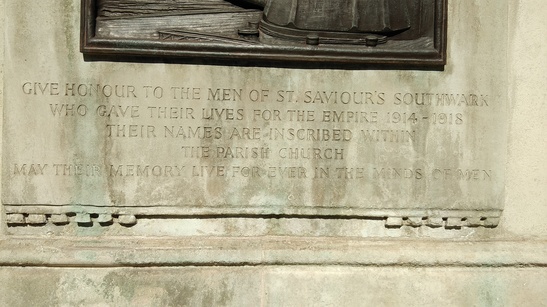 GIVE HONOUR TO THE MEN OF ST. SAVIOUR'S SOUTHWARK
WHO GAVE THEIR LIVES FOR THE EMPIRE 1914-1918
THEIR NAMES ARE INSCRIBED WITHIN
THE PARISH CHURCH
MAY THEIR MEMORY LIVE FOR EVER IN THE MINDS OF MEN